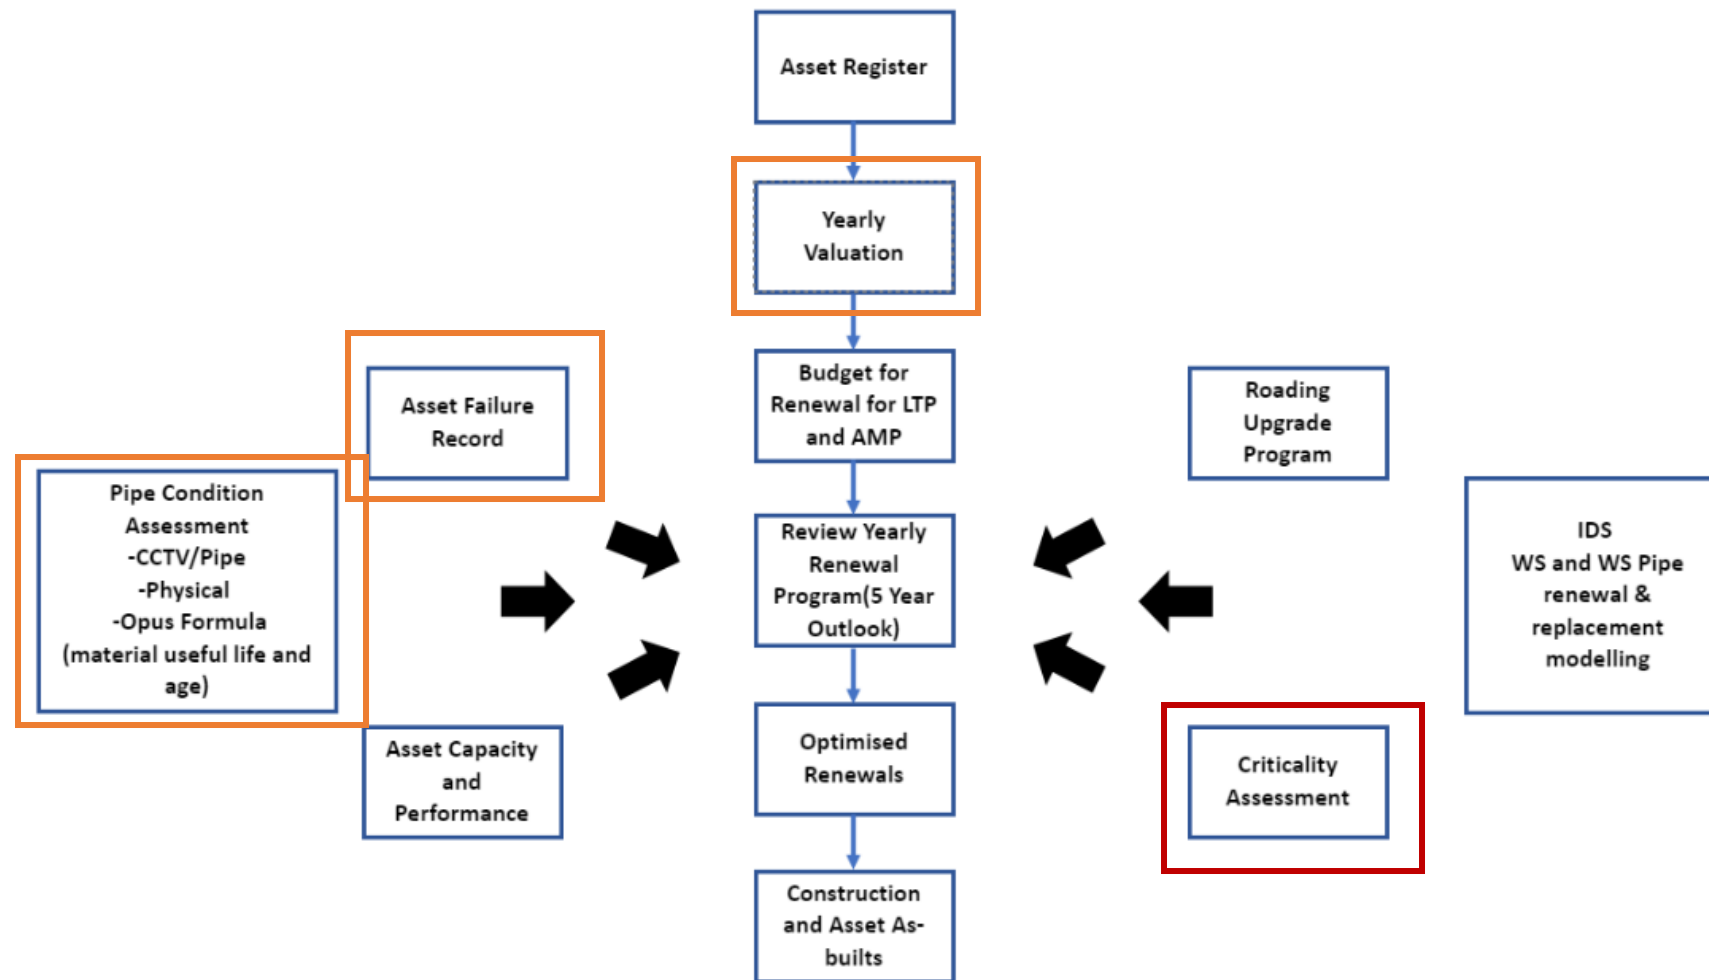 Asset Register
Yearly
Valuation
Budget for
Renewal for LTP
and AMP
Asset Failure
Record
Roading
Upgrade
Program
Pipe Condition
Assessment
-CCTV/Pipe
-Physical
-Opus Formula
(material useful life and
age)
Review Yearly
Renewal
Program(5 Year
Outlook)
IDS
WS and WS Pipe
renewal &
replacement
modelling
Asset Capacity
and
Performance
Optimised
Renewals
Criticality
Assessment
Construction
and Asset As-
builts